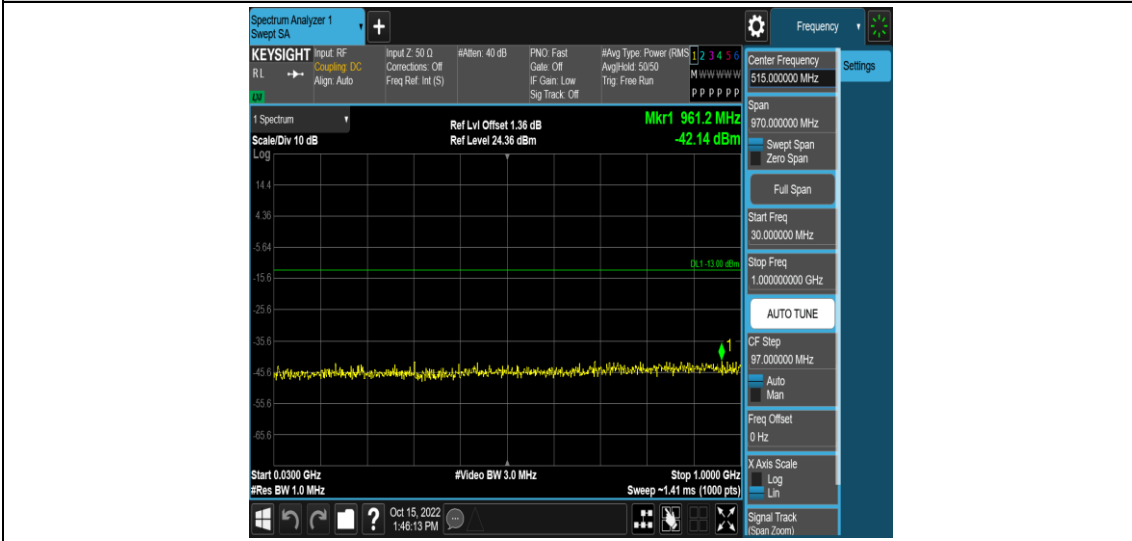 Spectrum Analyzer 1
Swept SA
+
Frequency
KEYSIGHT
RL
Input: RF
Coupling: DC
Align: Auto
Input Z: 50 Ω
Corrections: Off
Freq Ref: Int (S)
#Atten: 40 dB
PNO: Fast
Gate: Off
IF Gain: Low
Sig Track: Off
#Avg Type: Power (RMS
Avg|Hold: 50/50
Trig: Free Run
1 2 3 4 5 6
M W W W W W
P P P P P P
1 Spectrum
Scale/Div 10 dB
Log
Ref Lvl Offset 1.36 dB
Ref Level 24.36 dBm
Mkr1 961.2 MHz
-42.14 dBm
14.4
4.36
-5.64
DL1 -13.00 dBm
-15.6
-25.6
-35.6
1
-45.6
-55.6
-65.6
Start 0.0300 GHz
#Res BW 1.0 MHz
#Video BW 3.0 MHz
Stop 1.0000 GHz
Sweep ~1.41 ms (1000 pts)
?
Oct 15, 2022
1:46:13 PM
Center Frequency
515.000000 MHz
Settings
Span
970.000000 MHz
Swept Span
Zero Span
Full Span
Start Freq
30.000000 MHz
Stop Freq
1.000000000 GHz
AUTO TUNE
CF Step
97.000000 MHz
Auto
Man
Freq Offset
0 Hz
X Axis Scale
Log
Lin
Signal Track
(Span Zoom)